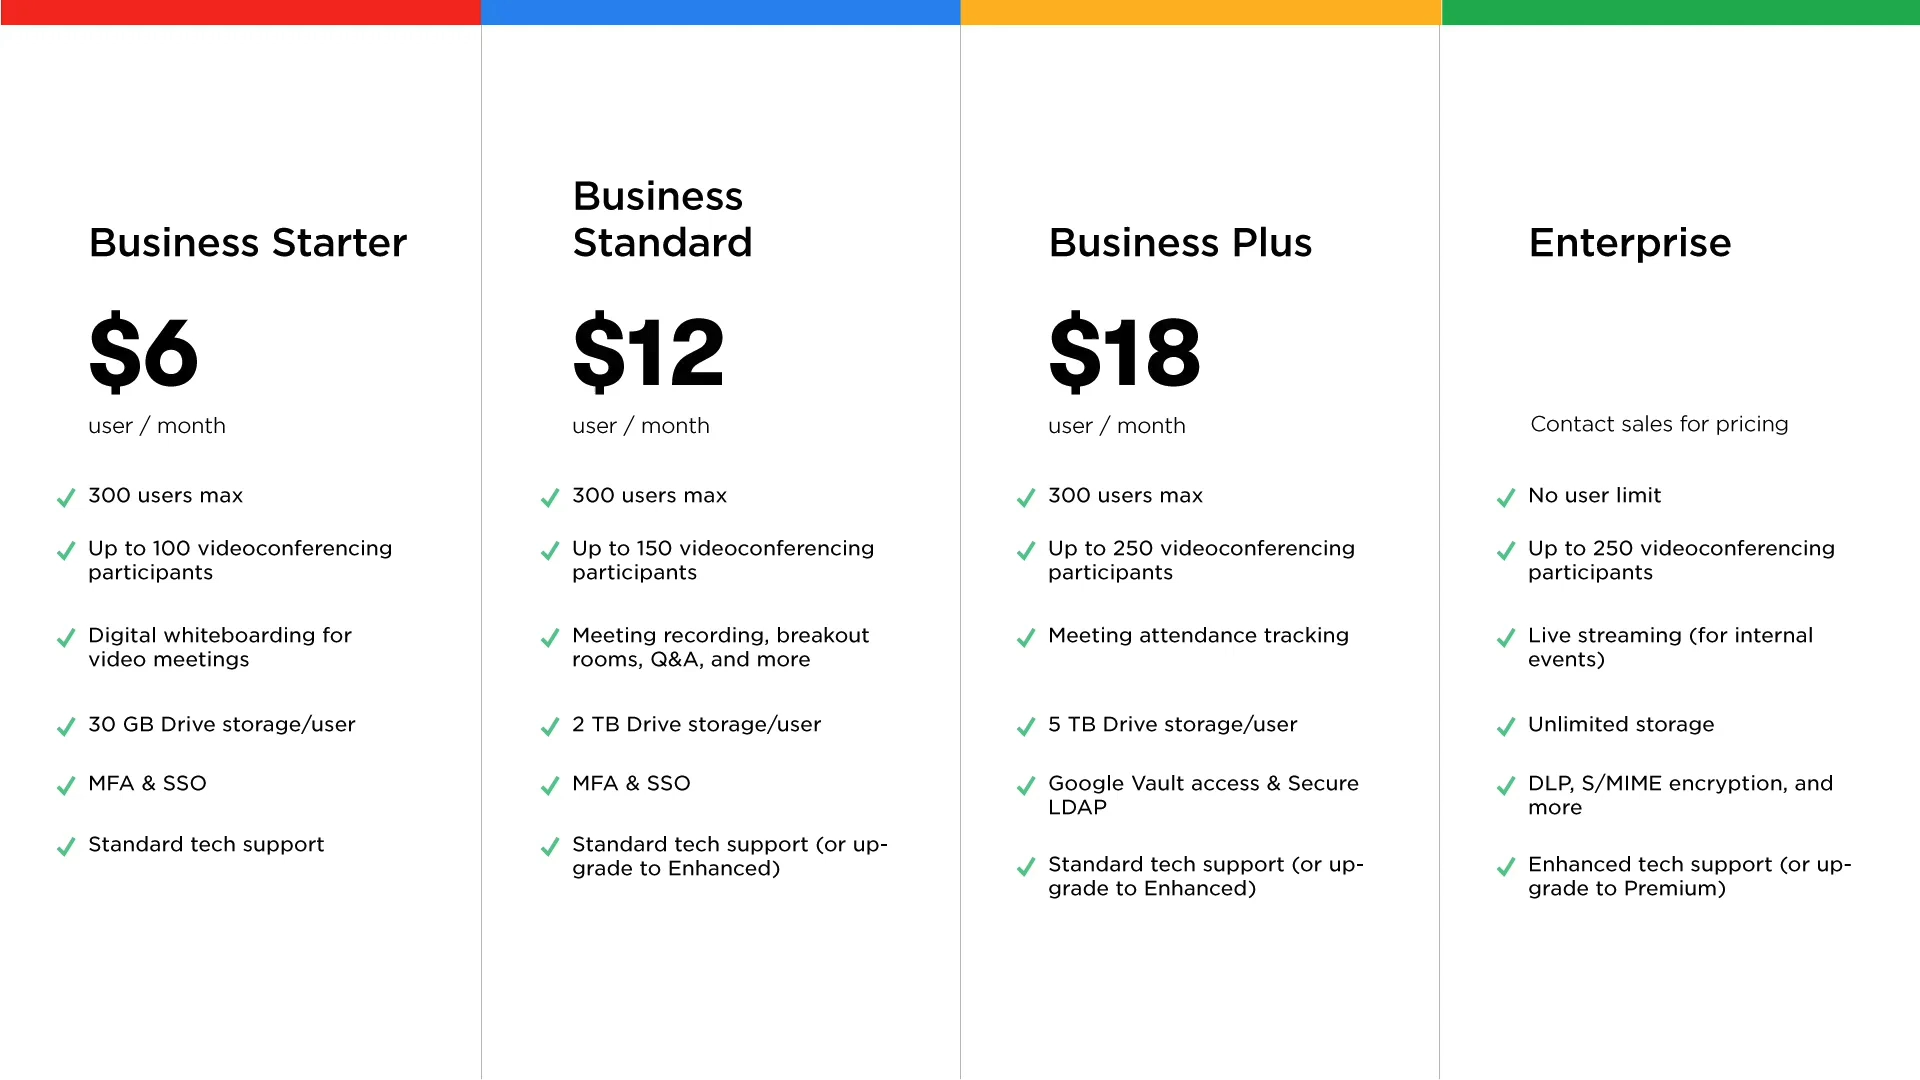 Business Starter
$6
user / month
300 users max
Up to 100 videoconferencing
participants
Digital whiteboarding for
video meetings
30 GB Drive storage/user
MFA & SSO
Standard tech support
Business
Standard
$12
user / month
300 users max
Up to 150 videoconferencing
participants
Meeting recording, breakout
rooms, Q&A, and more
2 TB Drive storage/user
MFA & SSO
Standard tech support (or up-
grade to Enhanced)
Business Plus
$18
user / month
300 users max
Up to 250 videoconferencing
participants
Meeting attendance tracking
5 TB Drive storage/user
Google Vault access & Secure
LDAP
Standard tech support (or up-
grade to Enhanced)
Enterprise
Contact sales for pricing
No user limit
Up to 250 videoconferencing
participants
Live streaming (for internal
events)
Unlimited storage
DLP, S/MIME encryption, and
more
Enhanced tech support (or up-
grade to Premium)